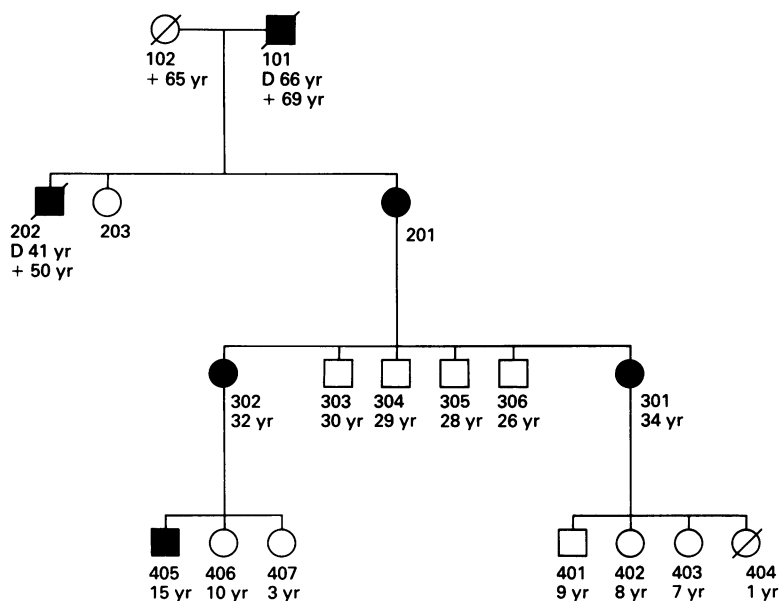 102
+ 65 yr
101
D 66 yr
+ 69 yr
202
D 41 yr
+ 50 yr
203
201
302
32 yr
303
30 yr
304
29 yr
305
28 yr
306
26 yr
301
34 yr
405
15 yr
406
10 yr
407
3 yr
401
9 yr
402
8 yr
403
7 yr
404
1 yr